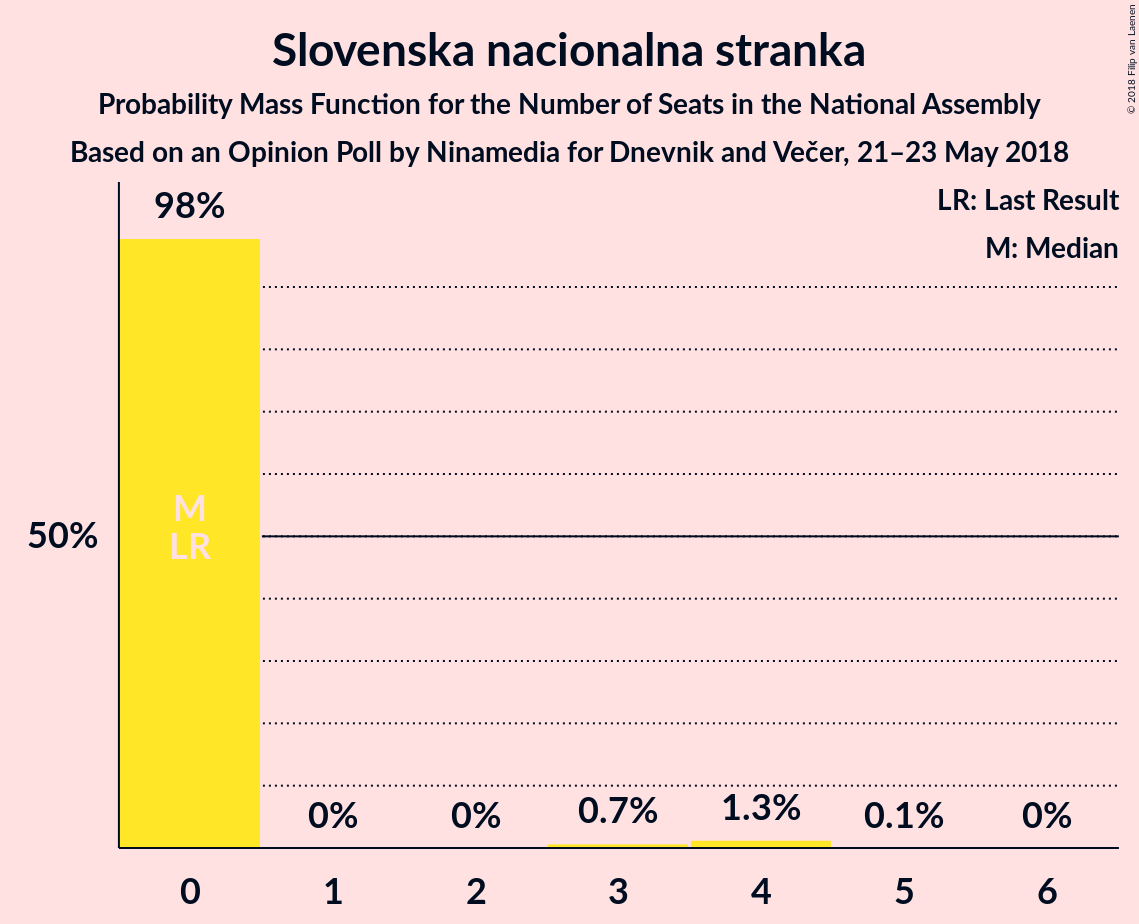 Slovenska nacionalna stranka
Probability Mass Function for the Number of Seats in the National Assembly
Based on an Opinion Poll by Ninamedia for Dnevnik and Večer, 21–23 May 2018
© 2018 Filip van Laenen
LR: Last Result
M: Median
98%
M
LR
50%
0%
0%
0.7%
1.3%
0.1%
0%
0 1 2 3 4 5 6